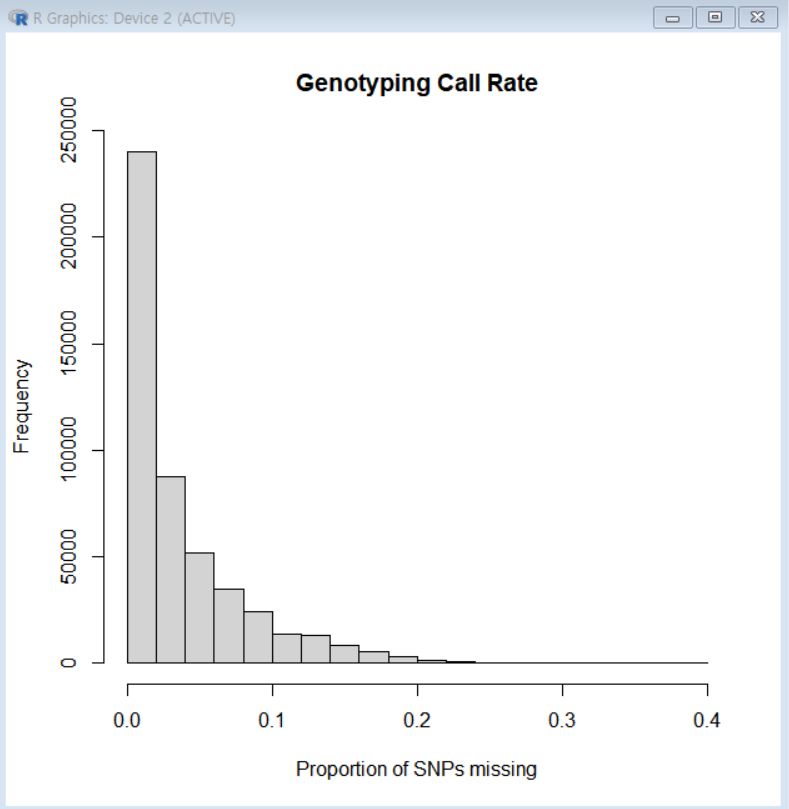 R Graphics: Device 2 (ACTIVE)
Genotyping Call Rate
250000
200000
150000
100000
50000
0
Frequency
0.0 0.1 0.2 0.3 0.4
Proportion of SNPs missing